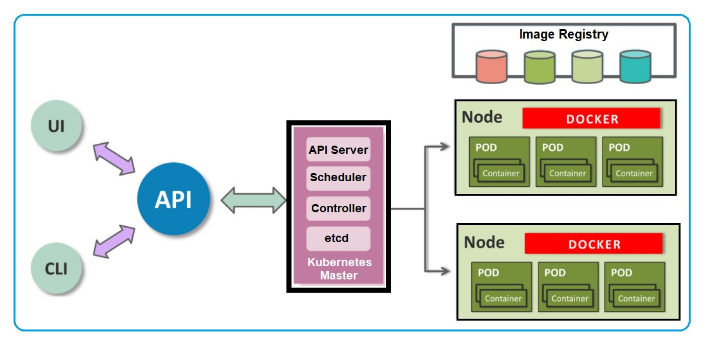 Image Registry
UI
API
CLI
API Server
Scheduler
Controller
etcd
Kubernetes
Master
Node
DOCKER
POD
POD
POD
Container
Container
Container
Node
DOCKER
POD
POD
POD
Container
Container
Container